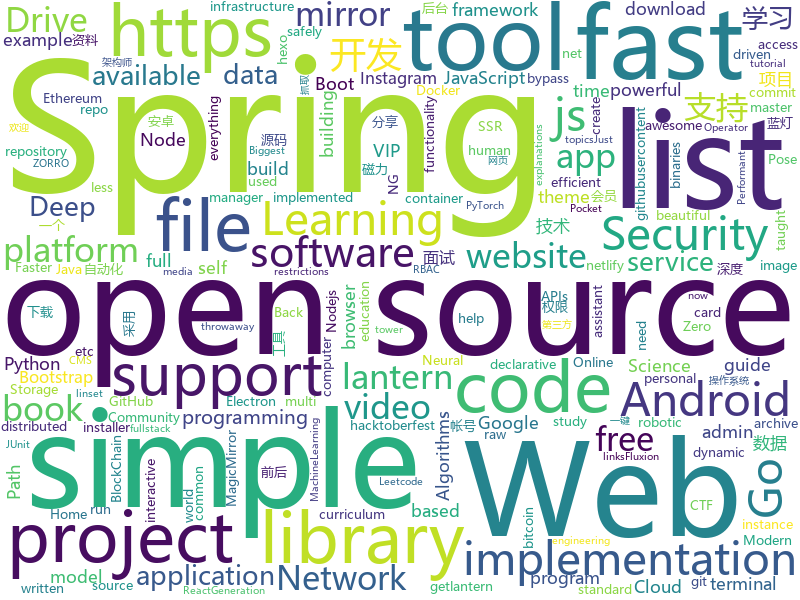 Drive https tool fast mirror 学习
infrastructure hexo safely 后台 framework download net driven
example 资料 架构师 available data 开发 Instagram JavaScript bypass access tutorial
Ethereum 安卓 Boot Docker time powerful 项目 commit
repo everything building 抓取 js create 支持 master
Spring list
欢迎 Node 源码 分享 VIP SSR app awesome Operator 蓝灯
repository Biggest build 磁力 NG human functionality explanations topicsJust githubusercontent binaries Performant Pose
ZORRO less used manager implemented container PyTorch efficient theme 会员 beautiful taught
Deep 一个 file Learning Security
platform full software 面试 website 技术 netlify image
Faster Java 自动化 self media restrictions RBAC Pocket service 深度
open source
下载 采用 throwaway Back 工具 browser education Nodejs APIs 权限 第三方 assistant now card need Zero
Python etc tower help
CMS Bootstrap support computer lantern Neural declarative code Online Science guide 操作系统
Storage GitHub Electron multi book video study personal robotic
distributed Community programming hacktoberfest 帐号 Google raw archive
installer fullstack linset admin 数据
simple Web Android free
Path BlockChain common MagicMirror 前后 JUnit interactive world MachineLearning Leetcode based Algorithms linksFluxion dynamic CTF Go
Home run curriculum bitcoin 网页 一键 instance
project library implementation Modern
written model application Network program Cloud git terminal
source ReactGeneration getlantern engineering standard